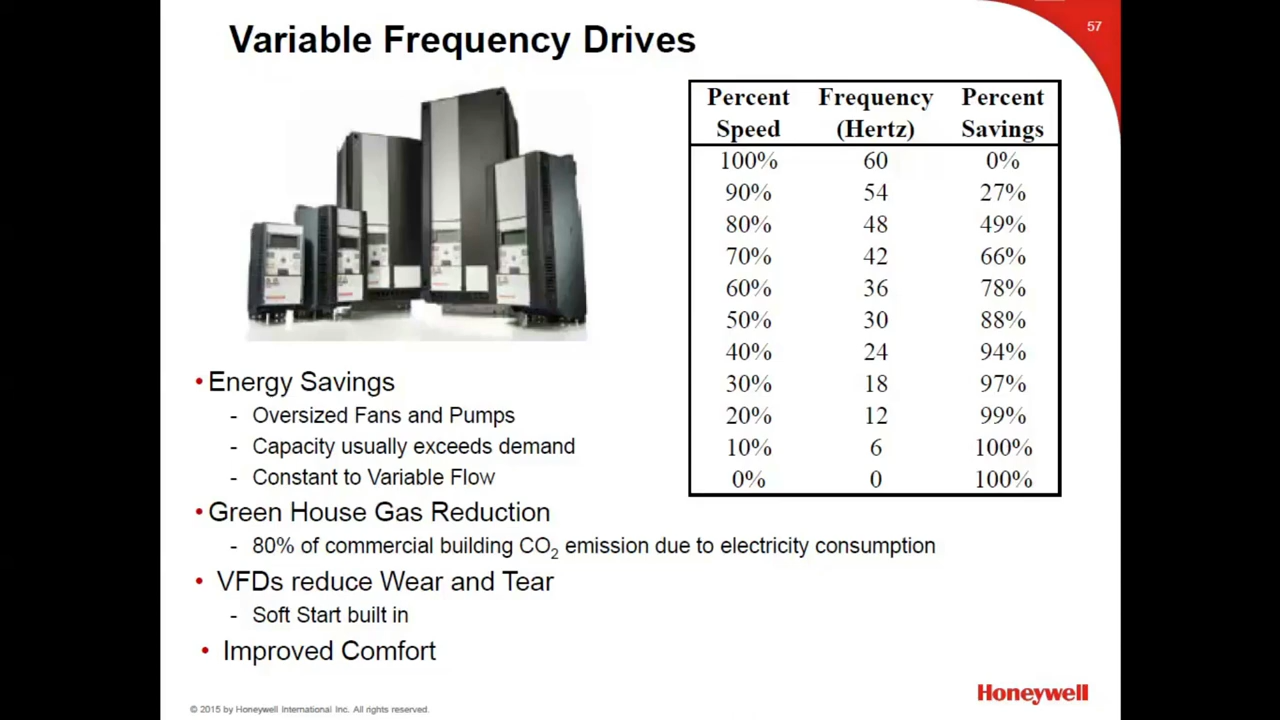 57
Variable Frequency Drives
Percent Speed Frequency (Hertz) Percent Savings
100% 60 0%
90% 54 27%
80% 48 49%
70% 42 66%
60% 36 78%
50% 30 88%
40% 24 94%
30% 18 97%
20% 12 99%
10% 6 100%
0% 0 100%
•Energy Savings
- Oversized Fans and Pumps
- Capacity usually exceeds demand
- Constant to Variable Flow
•Green House Gas Reduction
- 80% of commercial building CO₂ emission due to electricity consumption
• VFDs reduce Wear and Tear
- Soft Start built in
• Improved Comfort
Honeywell
© 2015 by Honeywell International Inc. All rights reserved.